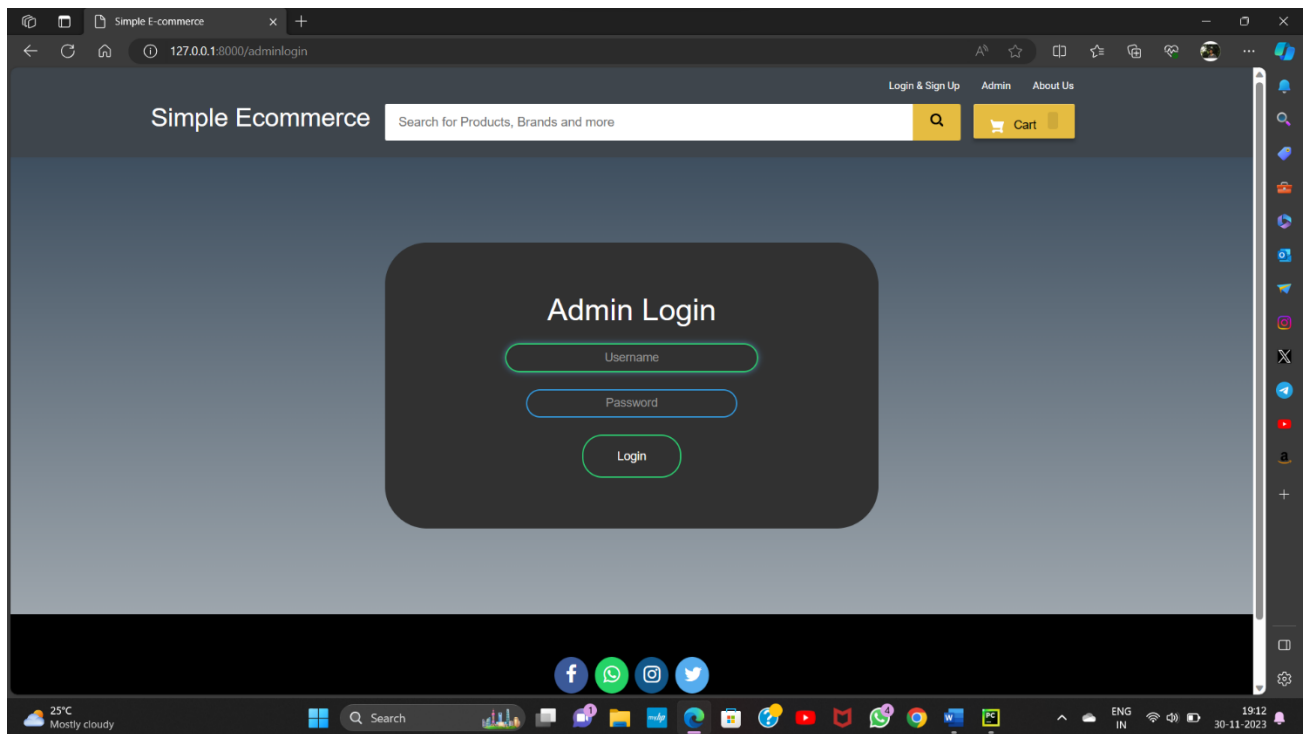 Simple E-commerce
127.0.0.1:8000/adminlogin
Login & Sign Up Admin About Us
Simple Ecommerce
Search for Products, Brands and more
Cart
Admin Login
Username
Password
Login
25°C
Mostly cloudy
Search
ENG
IN
19:12
30-11-2023